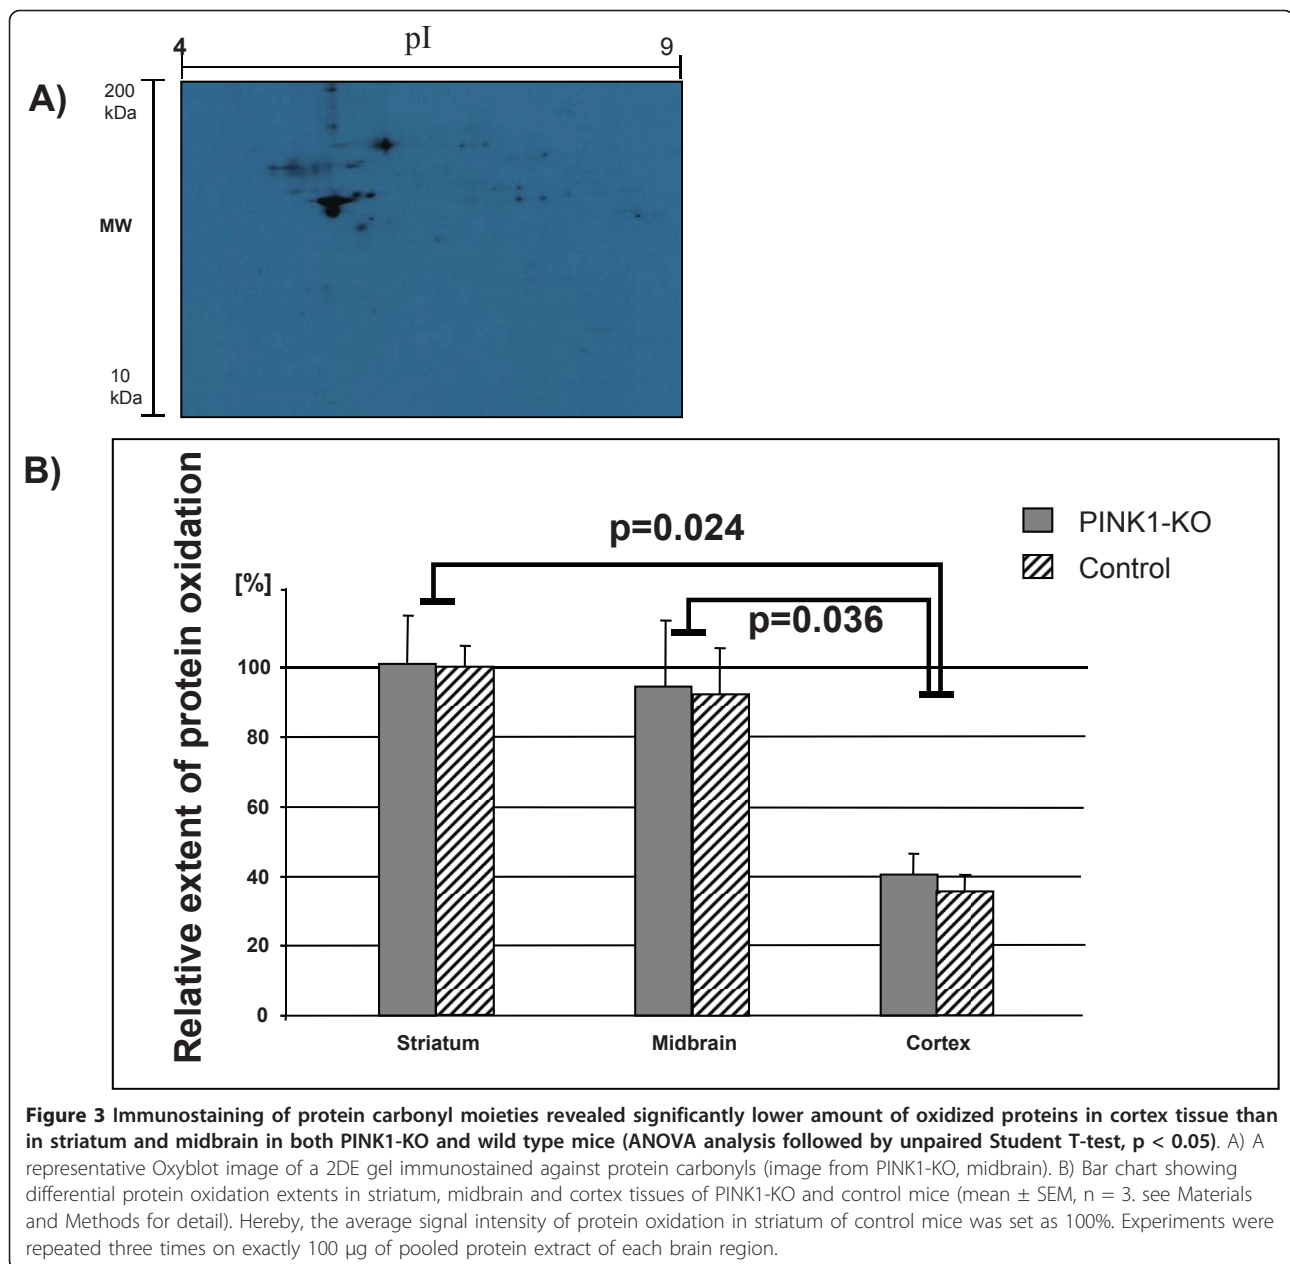 4 pI 9
A)
200
kDa
MW
10
kDa
B)
Relative extent of protein oxidation
[%]
p=0.024
p=0.036
PINK1-KO
Control
100
80
60
40
20
0
Striatum Midbrain Cortex
Figure 3 Immunostaining of protein carbonyl moieties revealed significantly lower amount of oxidized proteins in cortex tissue than
in striatum and midbrain in both PINK1-KO and wild type mice (ANOVA analysis followed by unpaired Student T-test, p < 0.05). A) A
representative Oxyblot image of a 2DE gel immunostained against protein carbonyls (image from PINK1-KO, midbrain). B) Bar chart showing
differential protein oxidation extents in striatum, midbrain and cortex tissues of PINK1-KO and control mice (mean ± SEM, n = 3. see Materials
and Methods for detail). Hereby, the average signal intensity of protein oxidation in striatum of control mice was set as 100%. Experiments were
repeated three times on exactly 100 μg of pooled protein extract of each brain region.